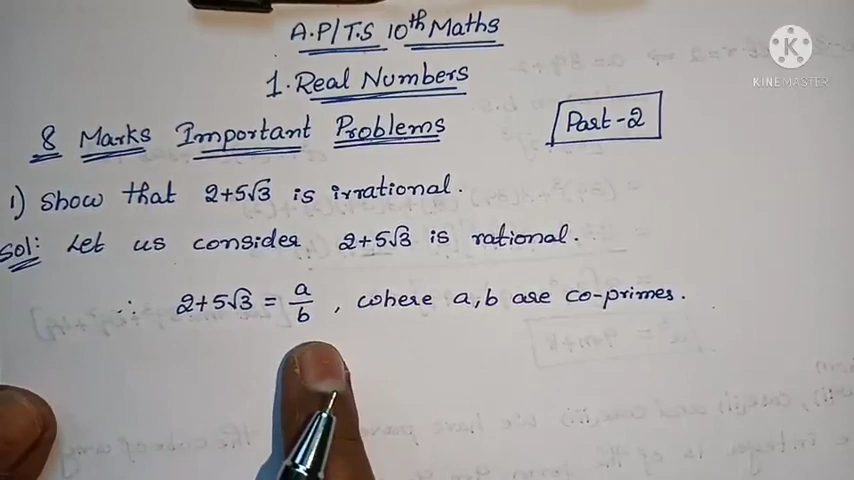 A.P/T.S 10th Maths
1. Real Numbers
8 Marks Important Problems
Part-2
1) Show that 2+5√3 is irrational.
Sol: Let us consider 2+5√3 is rational.
∴ 2+5√3 = a/b , where a,b are co-primes.
KINEMASTER